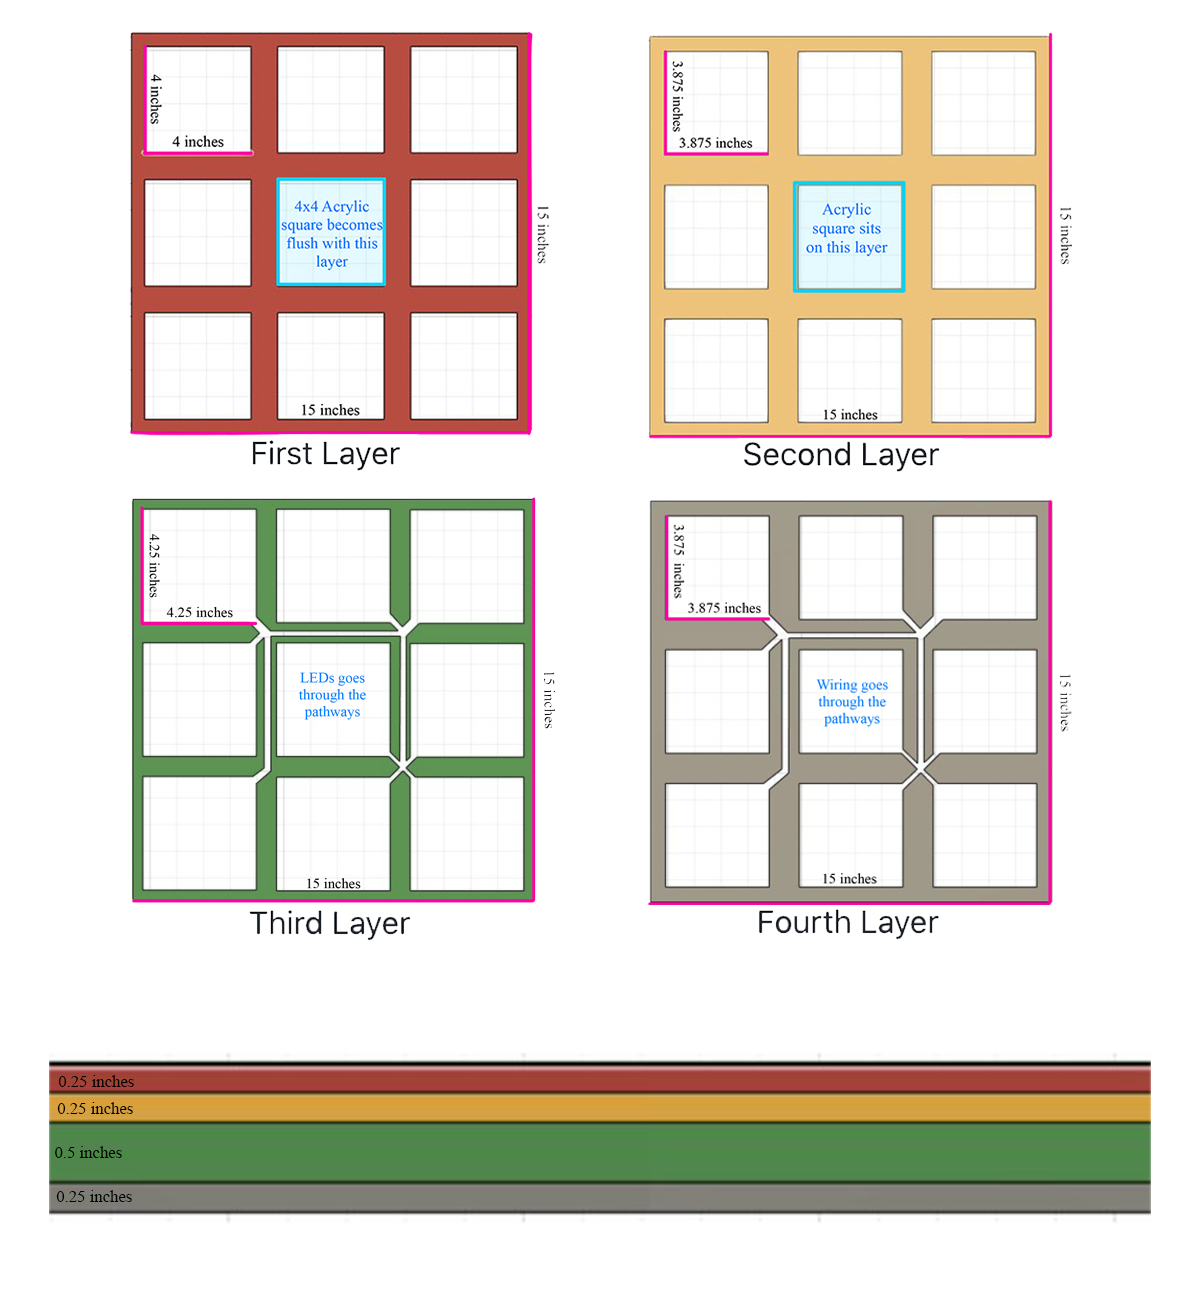 4 inches
4 inches
4x4 Acrylic
square becomes
flush with this
layer
15 inches
15 inches
First Layer
3.875 inches
3.875 inches
Acrylic
square sits
on this layer
15 inches
15 inches
Second Layer
4.25 inches
4.25 inches
LEDs goes
through the
pathways
15 inches
15 inches
Third Layer
3.875 inches
3.875 inches
Wiring goes
through the
pathways
15 inches
15 inches
Fourth Layer
0.25 inches
0.25 inches
0.5 inches
0.25 inches